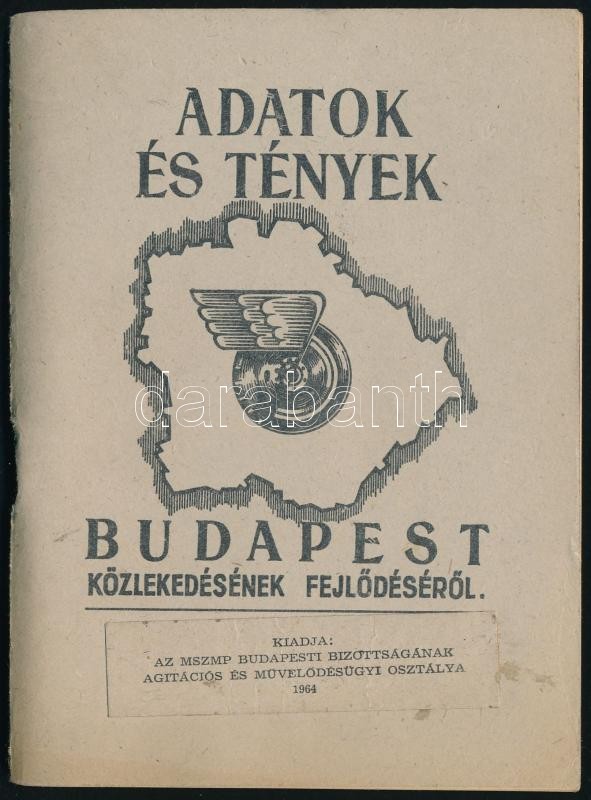 ADATOK
ÉS TÉNYEK
darabanth
BUDAPEST
KÖZLEKEDÉSÉNEK FEJLŐDÉSÉRŐL.
KIADJA:
AZ MSZMP BUDAPESTI BIZOTTSÁGÁNAK
AGITÁCIÓS ÉS MŰVELŐDÉSÜGYI OSZTÁLYA
1964